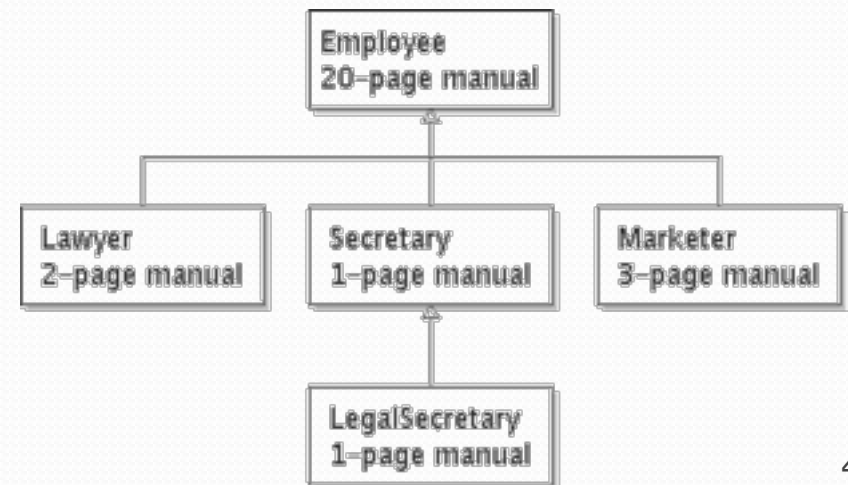 Employee
20-page manual
Lawyer
2-page manual
Secretary
1-page manual
Marketer
3-page manual
LegalSecretary
1-page manual
4